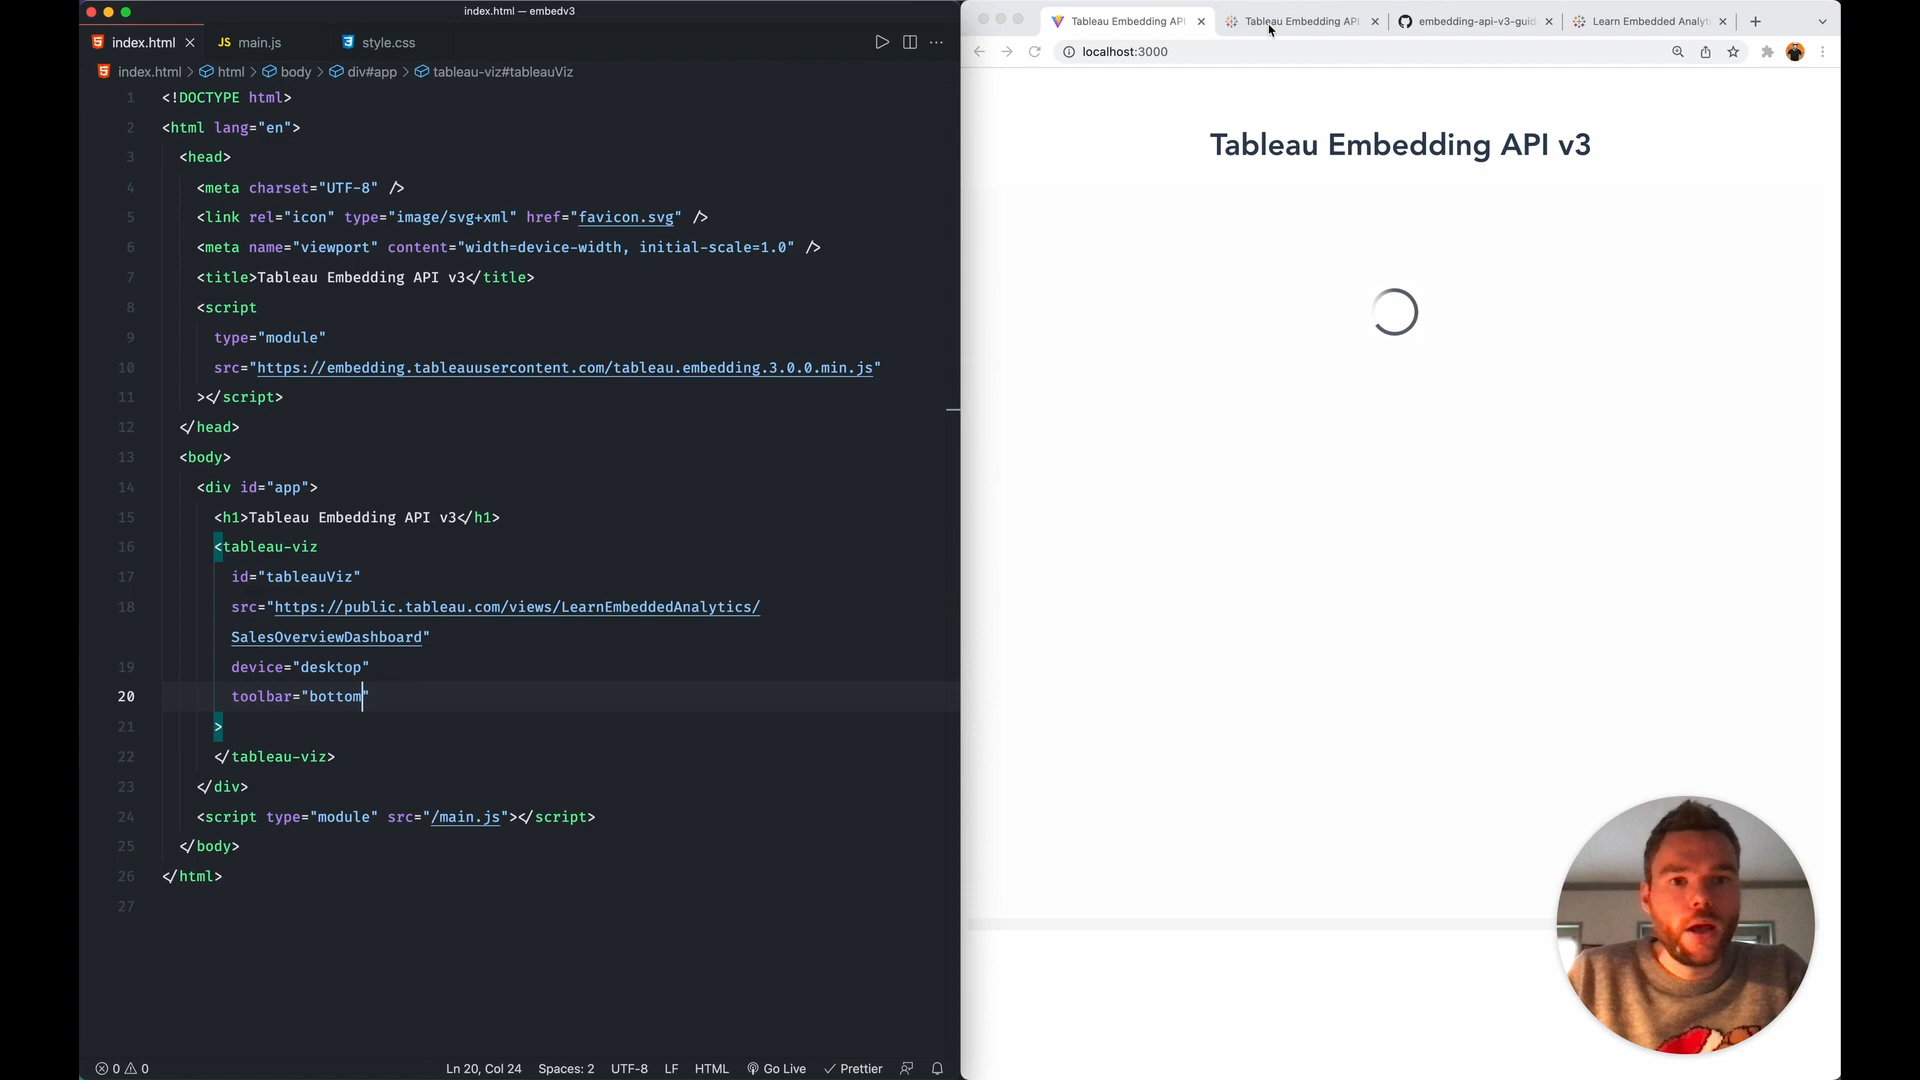 index.html — embedv3
index.html
JS main.js
style.css
index.html > html > body > div#app > tableau-viz#tableauViz
1 <!DOCTYPE html>
2 <html lang="en">
3 <head>
4 <meta charset="UTF-8" />
5 <link rel="icon" type="image/svg+xml" href="favicon.svg" />
6 <meta name="viewport" content="width=device-width, initial-scale=1.0" />
7 <title>Tableau Embedding API v3</title>
8 <script
9 type="module"
10 src="https://embedding.tableauusercontent.com/tableau.embedding.3.0.0.min.js"
11 ></script>
12 </head>
13 <body>
14 <div id="app">
15 <h1>Tableau Embedding API v3</h1>
16 <tableau-viz
17 id="tableauViz"
18 src="https://public.tableau.com/views/LearnEmbeddedAnalytics/
SalesOverviewDashboard"
19 device="desktop"
20 toolbar="bottom"
21 >
22 </tableau-viz>
23 </div>
24 <script type="module" src="/main.js"></script>
25 </body>
26 </html>
27
0 0
Ln 20, Col 24
Spaces: 2
UTF-8
LF
HTML
Go Live
Prettier
Tableau Embedding API
Tableau Embedding API
embedding-api-v3-guid
Learn Embedded Analyt
localhost:3000
Tableau Embedding API v3